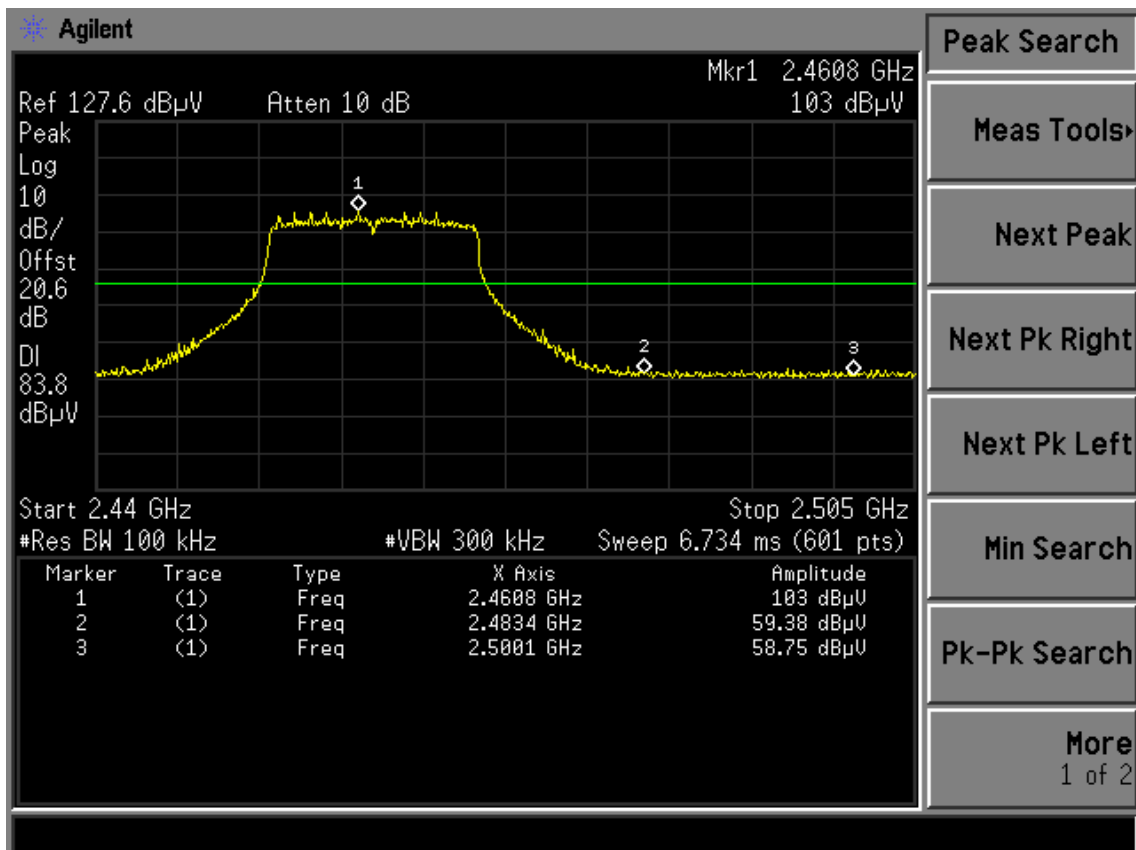 Agilent
Peak Search
Mkr1 2.4608 GHz
Ref 127.6 dBµV Atten 10 dB 103 dBµV
Peak
Log
10
dB/
Offst
20.6
dB
DI
83.8
dBµV
1
2
3
Start 2.44 GHz Stop 2.505 GHz
#Res BW 100 kHz #VBW 300 kHz Sweep 6.734 ms (601 pts)
Marker Trace Type X Axis Amplitude
1 (1) Freq 2.4608 GHz 103 dBµV
2 (1) Freq 2.4834 GHz 59.38 dBµV
3 (1) Freq 2.5001 GHz 58.75 dBµV
Meas Tools
Next Peak
Next Pk Right
Next Pk Left
Min Search
Pk-Pk Search
More
1 of 2